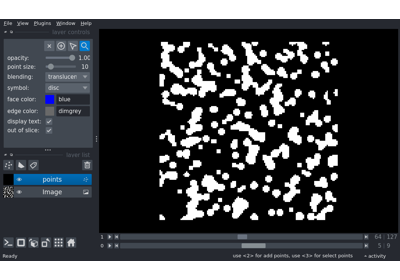 File View Plugins Window Help
layer controls
opacity: 1.00
point size: 10
blending: translucen
symbol: disc
face color: blue
edge color: dimgrey
display text:
out of slice:
layer list
points
Image
1 64 127
0 5 9
Ready use <2> for add points, use <3> for select points activity